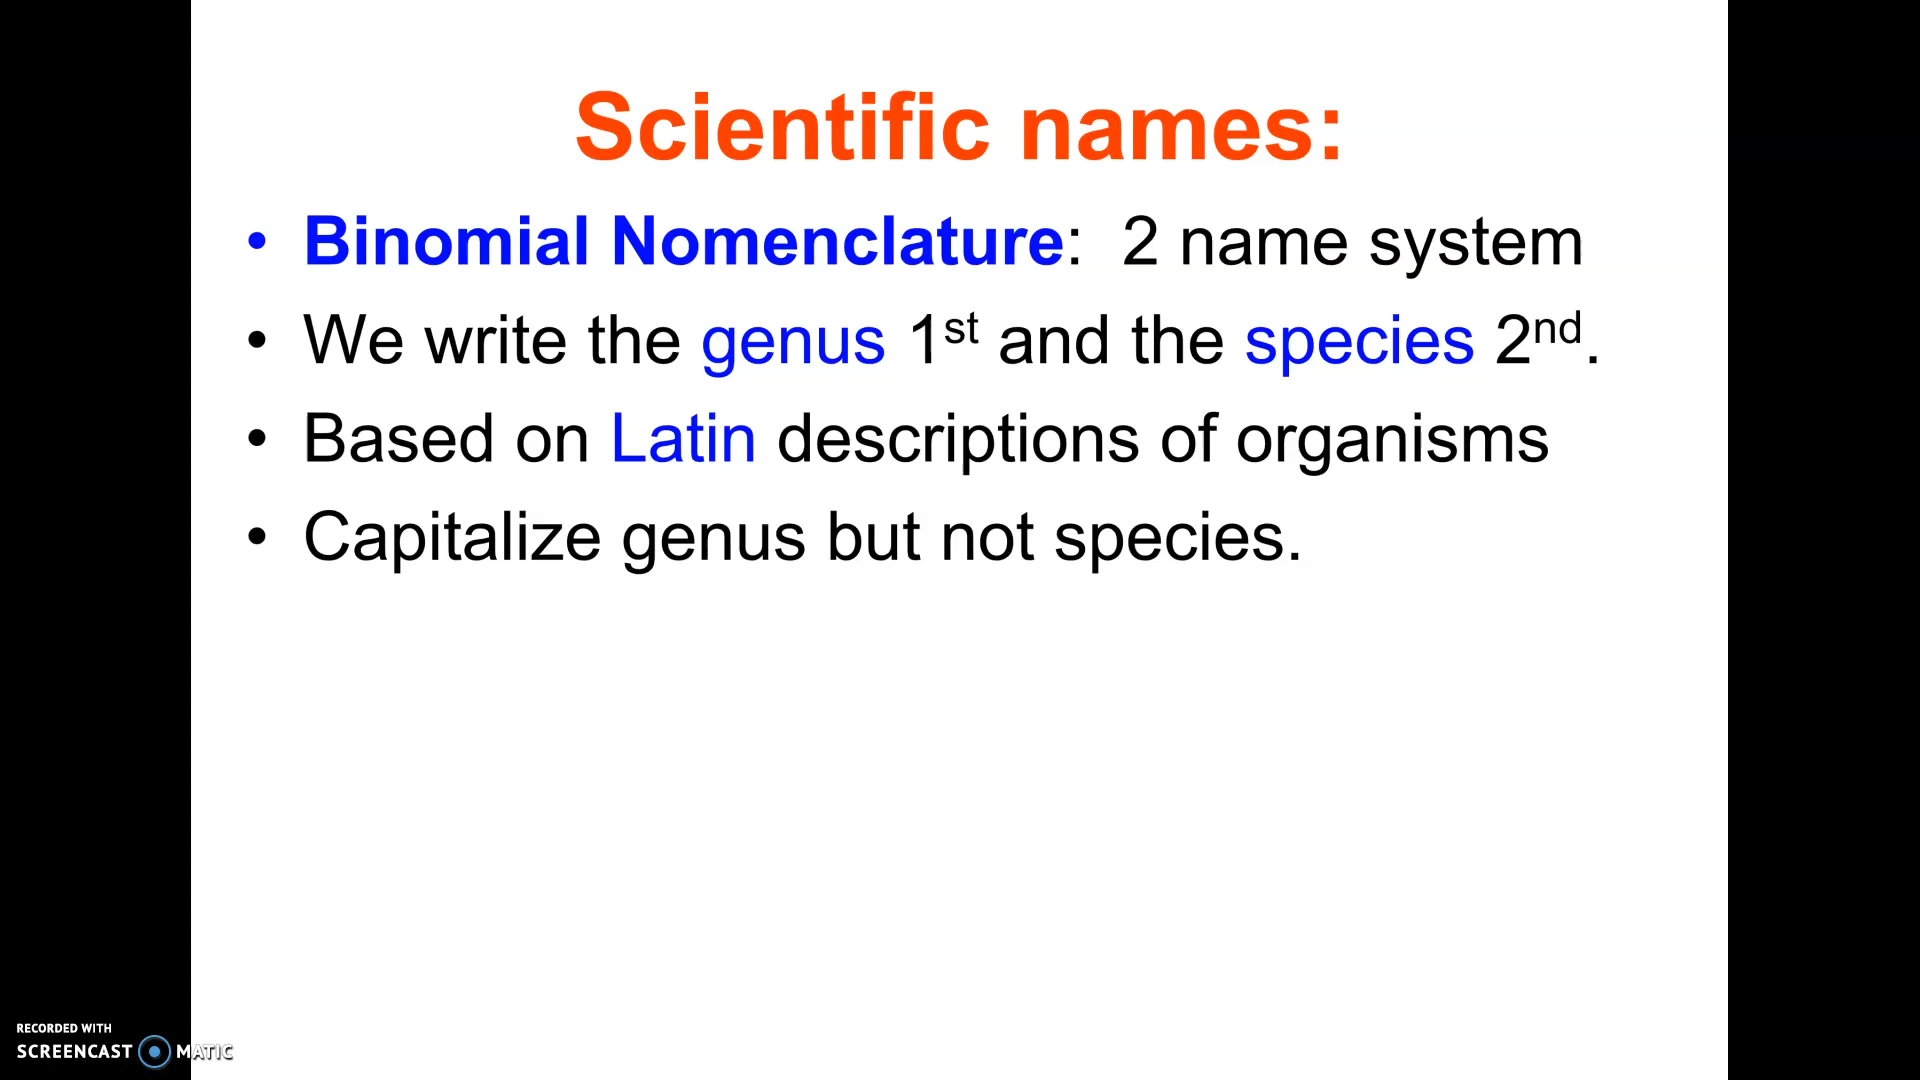 Scientific names:
• Binomial Nomenclature:  2 name system
• We write the genus 1st and the species 2nd.
• Based on Latin descriptions of organisms
• Capitalize genus but not species.
RECORDED WITH
SCREENCAST MATIC